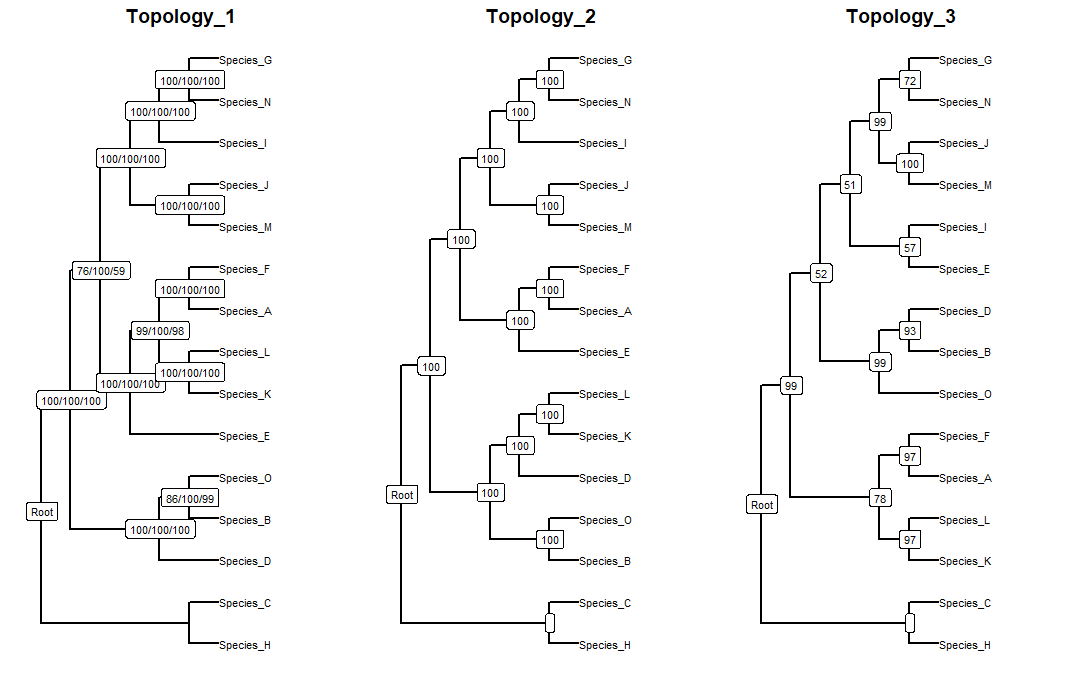 Topology_1
Species_G
100/100/100
Species_N
100/100/100
Species_I
100/100/100
Species_J
100/100/100
Species_M
76/100/59
Species_F
100/100/100
Species_A
99/100/98
Species_L
100/100/100
100/100/100
Species_K
100/100/100
Species_E
Species_O
86/100/99
Root
Species_B
100/100/100
Species_D
Species_C
Species_H
Topology_2
Species_G
100
Species_N
100
Species_I
100
Species_J
100
Species_M
100
Species_F
100
Species_A
100
Species_E
100
Species_L
100
Species_K
100
Species_D
100
Root
Species_O
100
Species_B
Species_C
Species_H
Topology_3
Species_G
72
Species_N
99
Species_J
100
Species_M
51
Species_I
57
Species_E
52
Species_D
93
Species_B
99
99
Species_O
Species_F
97
Species_A
78
Root
Species_L
97
Species_K
Species_C
Species_H